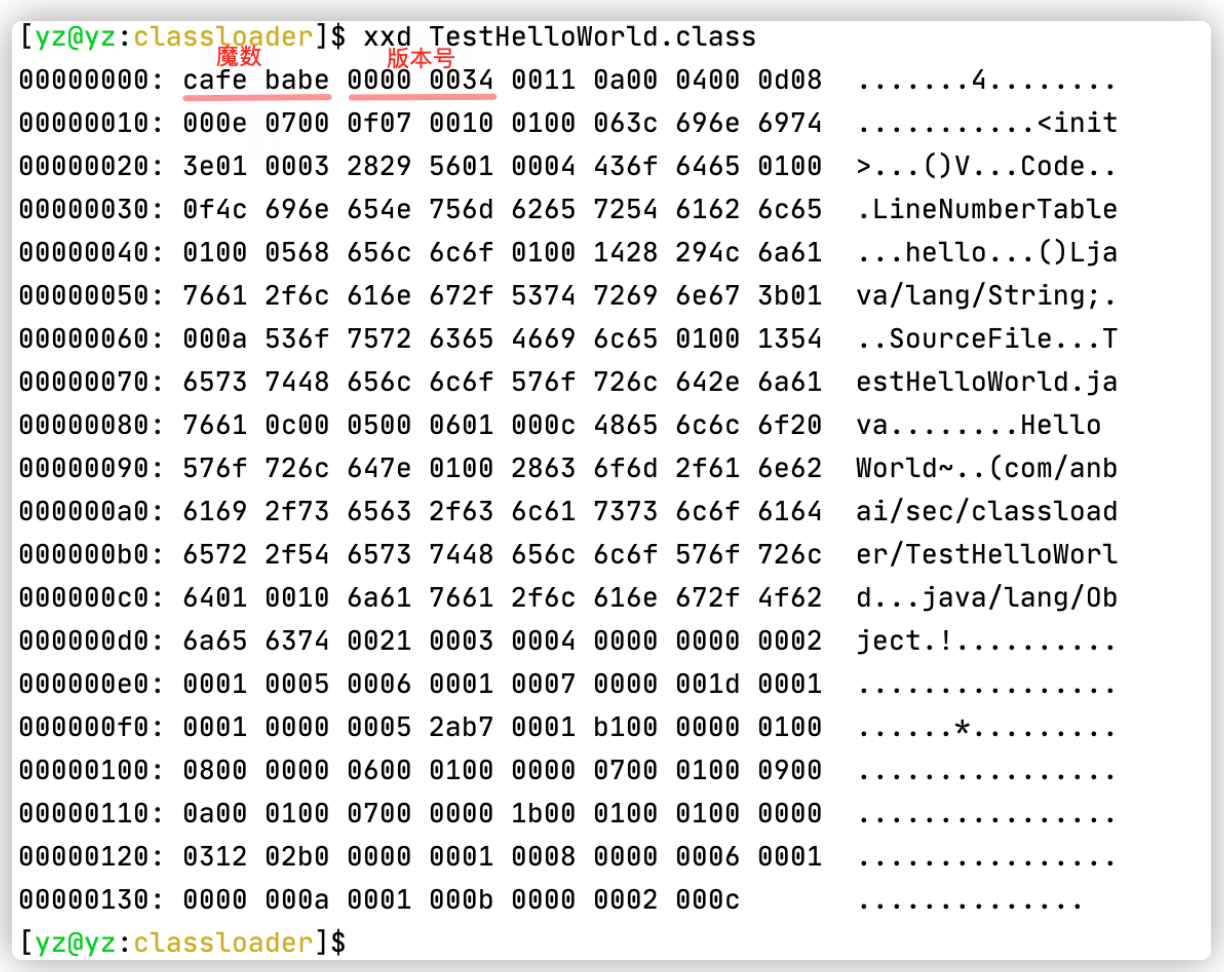 [yz@yz:classloader]$ xxd TestHelloWorld.class
魔数 版本号
00000000: cafe babe 0000 0034 0011 0a00 0400 0d08  .......4........
00000010: 000e 0700 0f07 0010 0100 063c 696e 6974  ...........<init
00000020: 3e01 0003 2829 5601 0004 436f 6465 0100  >...()V...Code..
00000030: 0f4c 696e 654e 756d 6265 7254 6162 6c65  .LineNumberTable
00000040: 0100 0568 656c 6c6f 0100 1428 294c 6a61  ...hello...()Lja
00000050: 7661 2f6c 616e 672f 5374 7269 6e67 3b01  va/lang/String;.
00000060: 000a 536f 7572 6365 4669 6c65 0100 1354  ..SourceFile...T
00000070: 6573 7448 656c 6c6f 576f 726c 642e 6a61  estHelloWorld.ja
00000080: 7661 0c00 0500 0601 000c 4865 6c6c 6f20  va........Hello
00000090: 576f 726c 647e 0100 2863 6f6d 2f61 6e62  World~..(com/anb
000000a0: 6169 2f73 6563 2f63 6c61 7373 6c6f 6164  ai/sec/classload
000000b0: 6572 2f54 6573 7448 656c 6c6f 576f 726c  er/TestHelloWorl
000000c0: 6401 0010 6a61 7661 2f6c 616e 672f 4f62  d...java/lang/Ob
000000d0: 6a65 6374 0021 0003 0004 0000 0000 0002  ject.!..........
000000e0: 0001 0005 0006 0001 0007 0000 001d 0001  ................
000000f0: 0001 0000 0005 2ab7 0001 b100 0000 0100  ......*.........
00000100: 0800 0000 0600 0100 0000 0700 0100 0900  ................
00000110: 0a00 0100 0700 0000 1b00 0100 0100 0000  ................
00000120: 0312 02b0 0000 0001 0008 0000 0006 0001  ................
00000130: 0000 000a 0001 000b 0000 0002 000c  ..............
[yz@yz:classloader]$